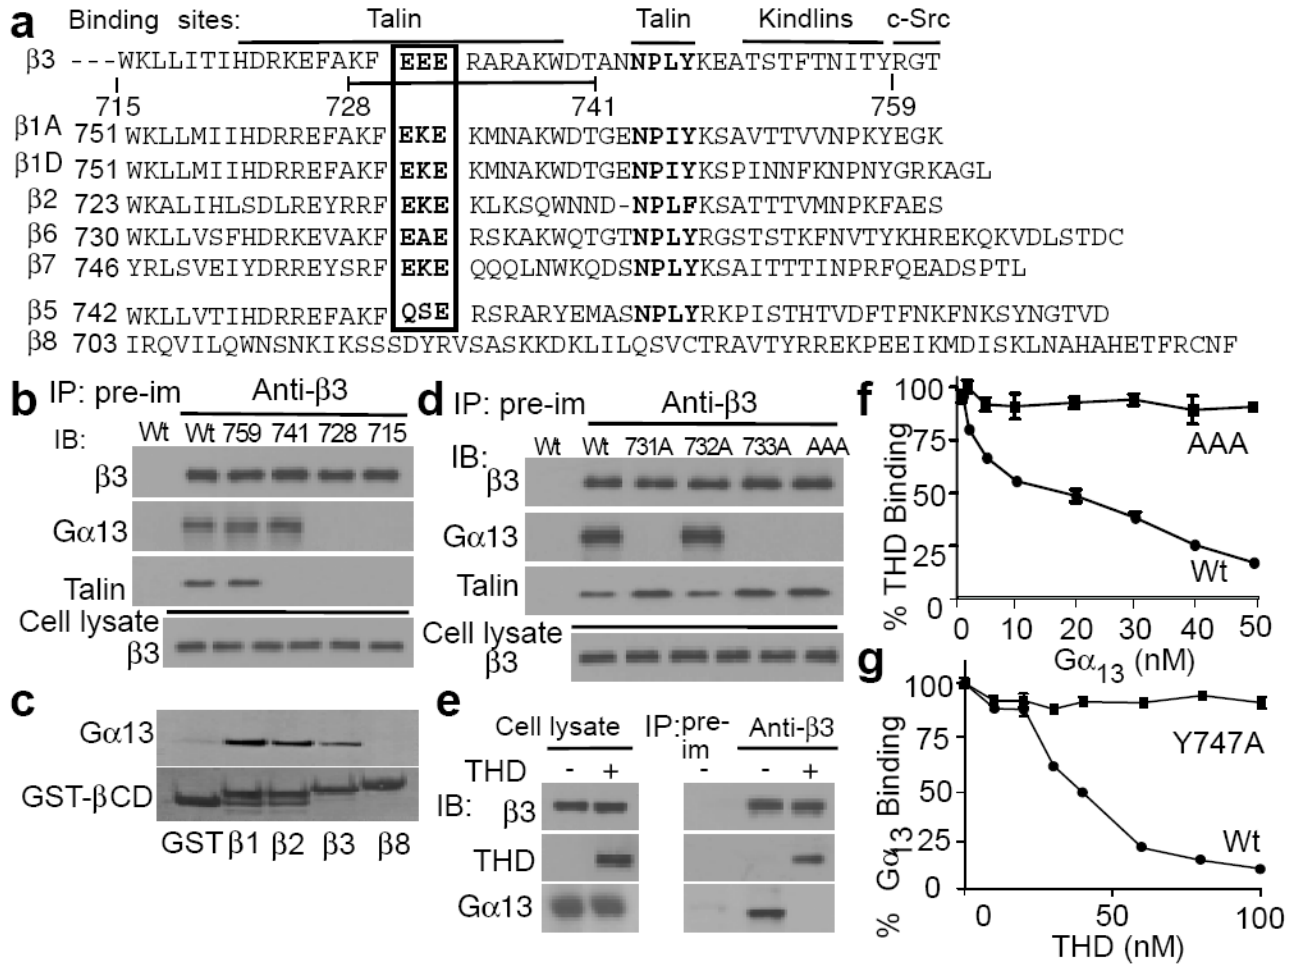 a Binding sites: Talin Talin Kindlins c-Src
β3 ---WKLLITIHDRKEFAKF EEE RARAKWDTANNPLYKEATSTFTNITYRGT
715 728 741 759
β1A 751 WKLLMIIHDRREFAKF EKE KMNAKWDTGENPIYKSAVTTVVNPKYEGK
β1D 751 WKLLMIIHDRREFAKF EKE KMNAKWDTGENPIYKSPINNFKNPNYGRKAGL
β2 723 WKALIHLSDLREYRRF EKE KLKSQWNND-NPLFKSATTTVMNPKFAES
β6 730 WKLLVSFHDRKEVAKF EAE RSKAKWQTGTNPLYRGSTSTKFNVTYKHREKQKVDLSTDC
β7 746 YRLSVEIYDRREYSRF EKE QQQLNWKQDSNPLYKSAITTTINPRFQEADSPTL
β5 742 WKLLVTIHDRREFAKF QSE RSRARYEMASNPLYRKPISTHTVDFTFNKFNKSYNGTVD
β8 703 IRQVILQWNSNKIKSSSDYRVSASKKDKLILQSVCTRAVTYRREKPEEIKMDISKLNAHAHETFRCNF
b IP: pre-im Anti-β3
IB: Wt Wt 759 741 728 715
β3
Gα13
Talin
Cell lysate
β3
c
Gα13
GST-βCD
GST β1 β2 β3 β8
d IP: pre-im Anti-β3
IB: Wt Wt 731A 732A 733A AAA
β3
Gα13
Talin
Cell lysate
β3
e Cell lysate IP: pre-im Anti-β3
THD - + - - +
IB: β3
THD
Gα13
f
% THD Binding
100
75
50
25
0
AAA
Wt
0 10 20 30 40 50
Gα13 (nM)
g
% Gα13 Binding
100
75
50
25
0
Y747A
Wt
0 50 100
THD (nM)